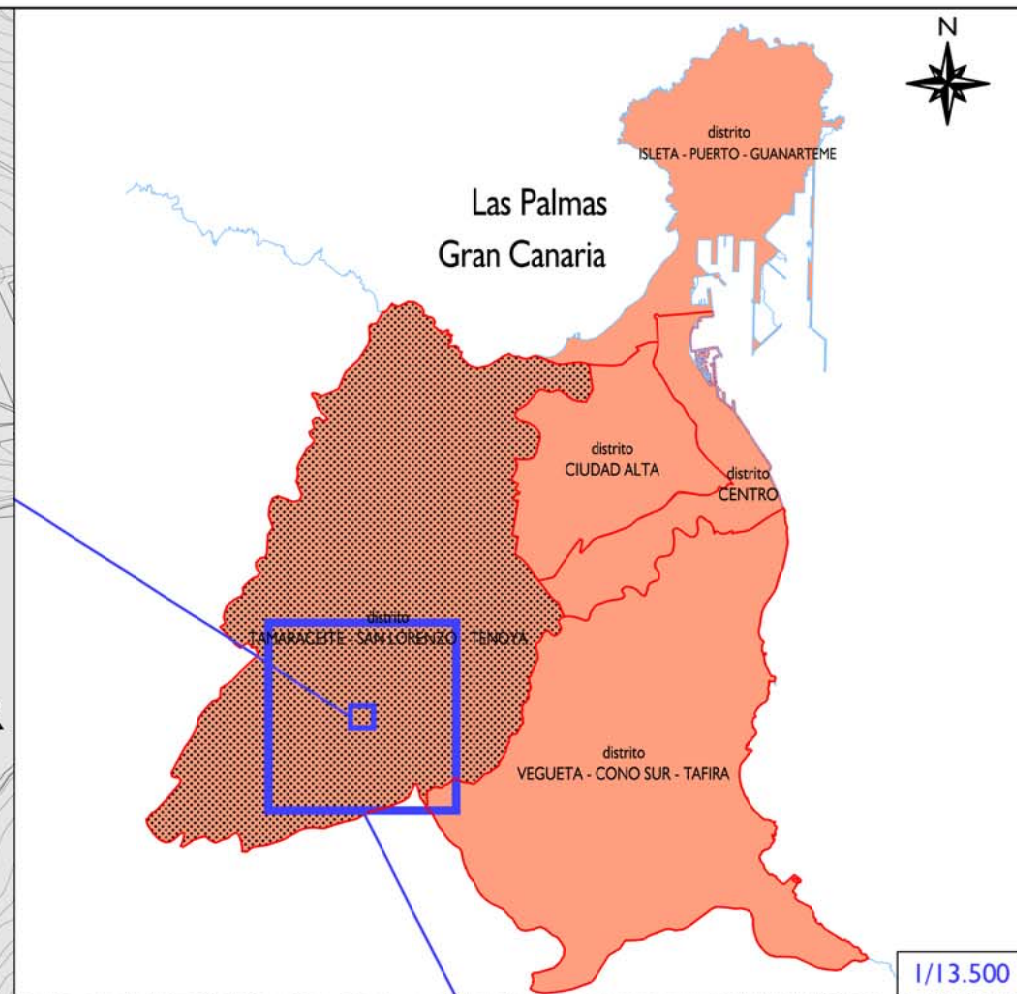 N
distrito
ISLETA - PUERTO - GUANARTEME
Las Palmas
Gran Canaria
distrito
CIUDAD ALTA
distrito
CENTRO
distrito
TAMARACEITE SAN LORENZO TENOYA
distrito
VEGUETA - CONO SUR - TAFIRA
1/13.500